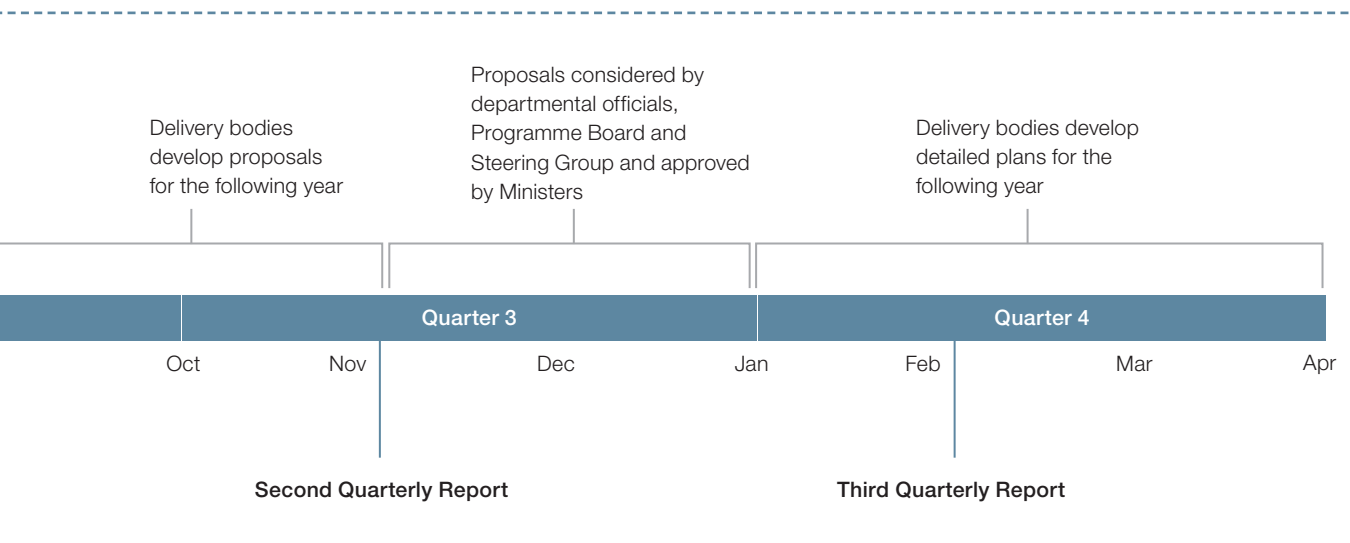 Proposals considered by
departmental officials,
Programme Board and
Steering Group and approved
by Ministers
Delivery bodies
develop proposals
for the following year
Delivery bodies develop
detailed plans for the
following year
Quarter 3
Quarter 4
Oct
Nov
Dec
Jan
Feb
Mar
Apr
Second Quarterly Report
Third Quarterly Report